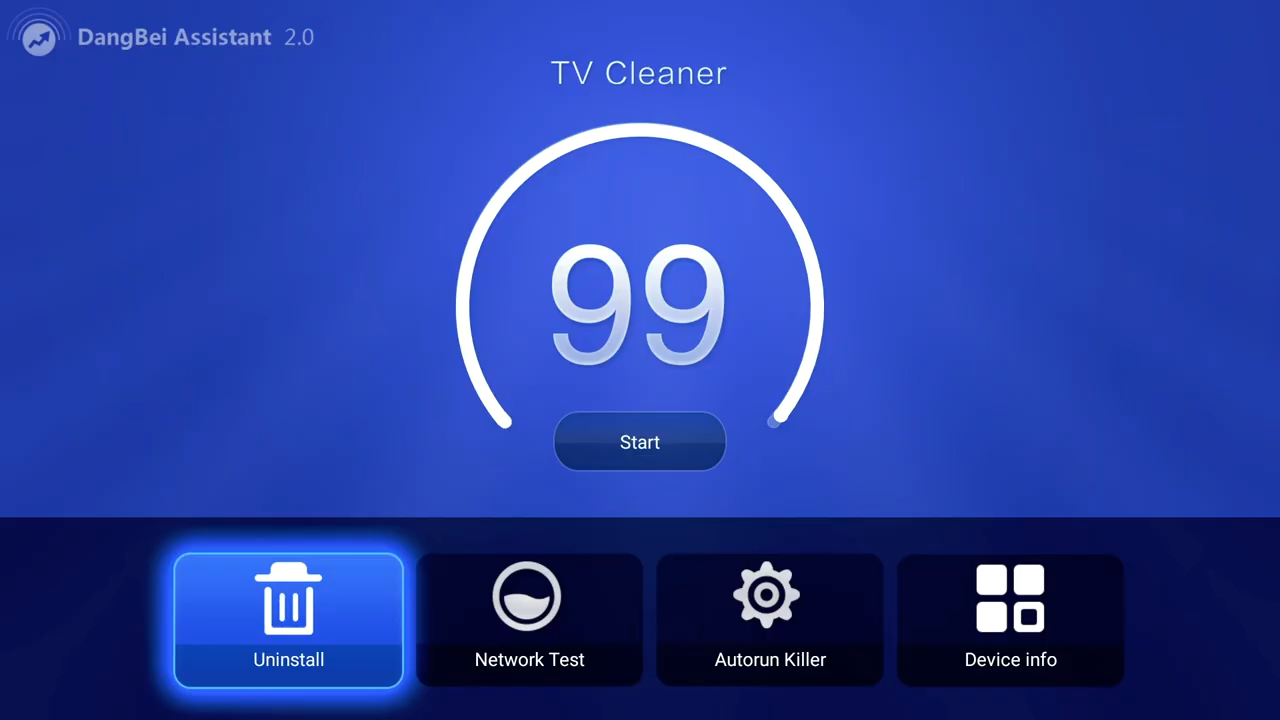 DangBei Assistant 2.0
TV Cleaner
99
Start
Uninstall
Network Test
Autorun Killer
Device info